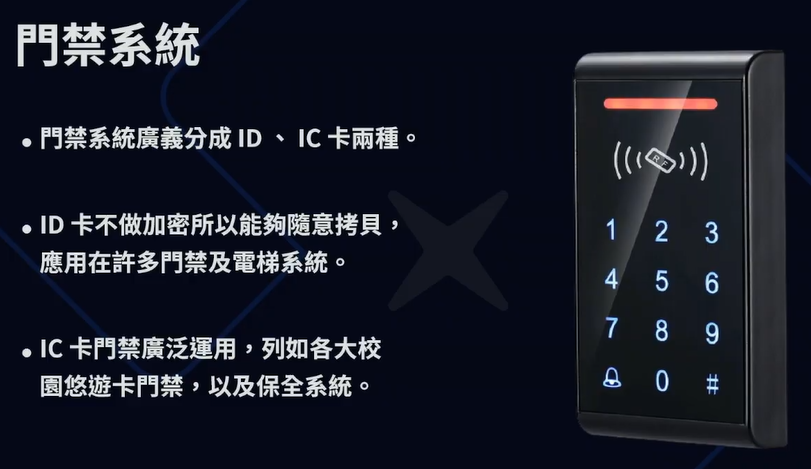 門禁系統
• 門禁系統廣義分成 ID 、 IC 卡兩種。
• ID 卡不做加密所以能夠隨意拷貝，
應用在許多門禁及電梯系統。
• IC 卡門禁廣泛運用，列如各大校
園悠遊卡門禁，以及保全系統。
RF
1 2 3
4 5 6
7 8 9
0 #